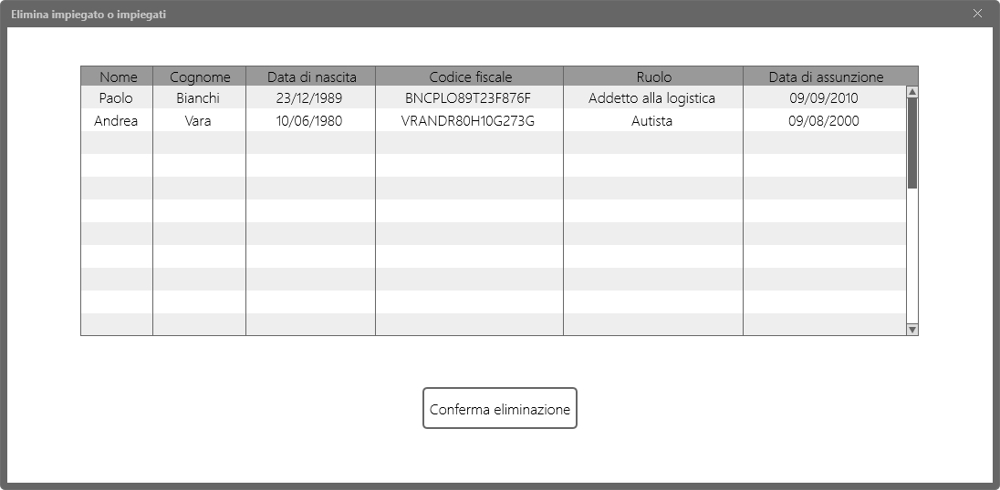 Elimina impiegato o impiegati
Nome Cognome Data di nascita Codice fiscale Ruolo Data di assunzione
Paolo Bianchi 23/12/1989 BNCPLO89T23F876F Addetto alla logistica 09/09/2010
Andrea Vara 10/06/1980 VRANDR80H10G273G Autista 09/08/2000
Conferma eliminazione